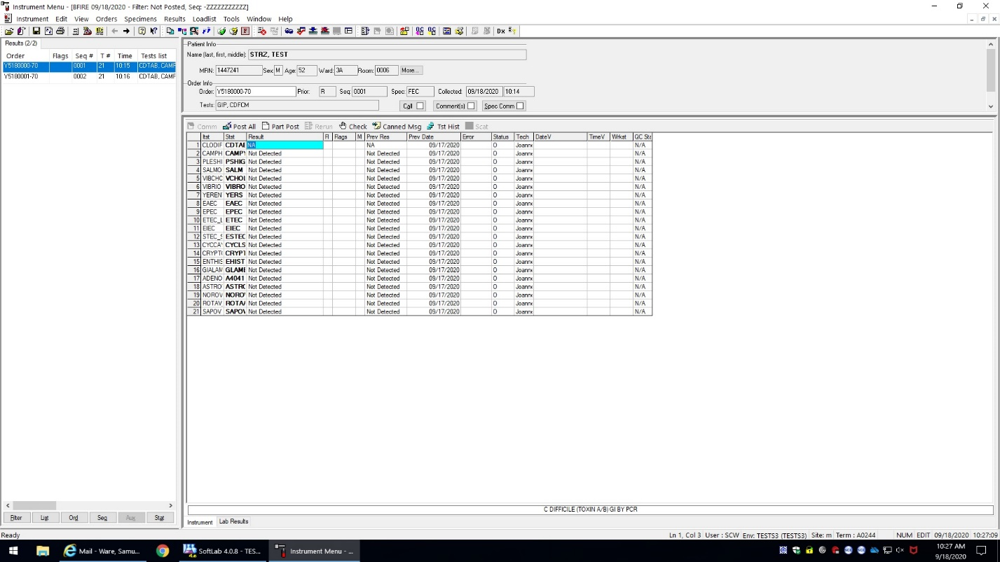 Instrument Menu - [BFIRE 09/18/2020 - Filter: Not Posted, Seq: -ZZZZZZZZZZZ]
Instrument Edit View Orders Specimens Results Loadlist Tools Window Help
Results (2/2)
Order Flags Seq # T # Time Tests list
Y5180000-70 0001 21 10:15 CDTAB, CAMF
Y5180001-70 0002 21 10:16 CDTAB, CAMF
Patient Info
Name (last, first, middle): STRZ, TEST
MRN: 1447241 Sex: M Age: 52 Ward: 3A Room: 0006 More...
Order Info
Order: Y5180000-70 Prior: R Seq: 0001 Spec: FEC Collected: 09/18/2020 10:14
Tests: GIP, CDFCM Call Comment(s) Spec Comm
Comm Post All Part Post Rerun Check Canned Msg Tst Hist Scat
Itst Stst Result R Flags M Prev Res Prev Date Error Status Tech DateV TimeV Wrkst QC Sta
1 CLODIF CDTAE NA NA 09/17/2020 O Joanne N/A
2 CAMPH CAMPY Not Detected Not Detected 09/17/2020 O Joanne N/A
3 PLESHI PSHIG Not Detected Not Detected 09/17/2020 O Joanne N/A
4 SALMO SALM Not Detected Not Detected 09/17/2020 O Joanne N/A
5 VIBCHO VCHOL Not Detected Not Detected 09/17/2020 O Joanne N/A
6 VIBRIO VIBRO Not Detected Not Detected 09/17/2020 O Joanne N/A
7 YEREN YERS Not Detected Not Detected 09/17/2020 O Joanne N/A
8 EAEC EAEC Not Detected Not Detected 09/17/2020 O Joanne N/A
9 EPEC EPEC Not Detected Not Detected 09/17/2020 O Joanne N/A
10 ETEC_L ETEC Not Detected Not Detected 09/17/2020 O Joanne N/A
11 EIEC EIEC Not Detected Not Detected 09/17/2020 O Joanne N/A
12 STEC_S ESTEC Not Detected Not Detected 09/17/2020 O Joanne N/A
13 CYCCAY CYCLS Not Detected Not Detected 09/17/2020 O Joanne N/A
14 CRYPT( CRYPT Not Detected Not Detected 09/17/2020 O Joanne N/A
15 ENTHIS EHIST Not Detected Not Detected 09/17/2020 O Joanne N/A
16 GIALAM GLAME Not Detected Not Detected 09/17/2020 O Joanne N/A
17 ADENO A4041 Not Detected Not Detected 09/17/2020 O Joanne N/A
18 ASTRO ASTRC Not Detected Not Detected 09/17/2020 O Joanne N/A
19 NOROV NORO Not Detected Not Detected 09/17/2020 O Joanne N/A
20 ROTAV, ROTA Not Detected Not Detected 09/17/2020 O Joanne N/A
21 SAPOV SAPOV Not Detected Not Detected 09/17/2020 O Joanne N/A
C DIFFICILE (TOXIN A/B) GI BY PCR
Filter List Ord Seq Aux Stat
Instrument Lab Results
Ready Ln 1, Col 3 User : SCW Env: TESTS3 (TESTS3) Site: m Term : A0244 NUM EDIT 09/18/2020 10:27:09
Mail - Ware, Samu... SoftLab 4.0.8 - TES... Instrument Menu - ... 10:27 AM
9/18/2020